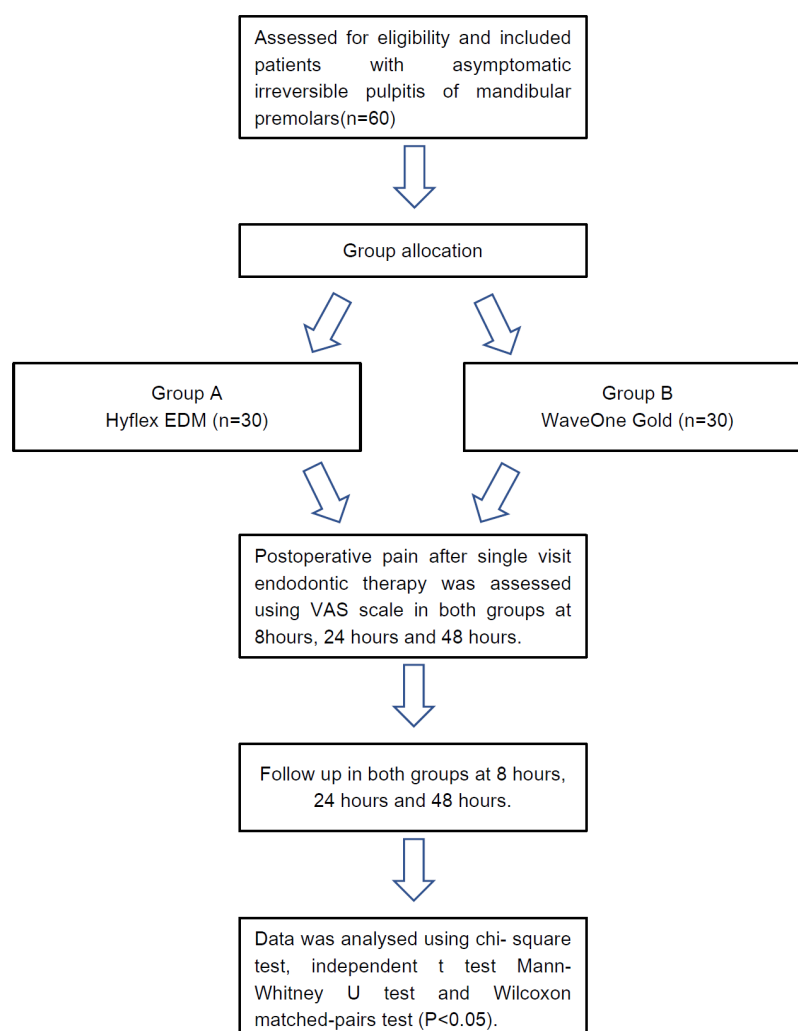 Assessed for eligibility and included
patients with asymptomatic
irreversible pulpitis of mandibular
premolars(n=60)
Group allocation
Group A
Hyflex EDM (n=30)
Group B
WaveOne Gold (n=30)
Postoperative pain after single visit
endodontic therapy was assessed
using VAS scale in both groups at
8hours, 24 hours and 48 hours.
Follow up in both groups at 8 hours,
24 hours and 48 hours.
Data was analysed using chi- square
test, independent t test Mann-
Whitney U test and Wilcoxon
matched-pairs test (P<0.05).